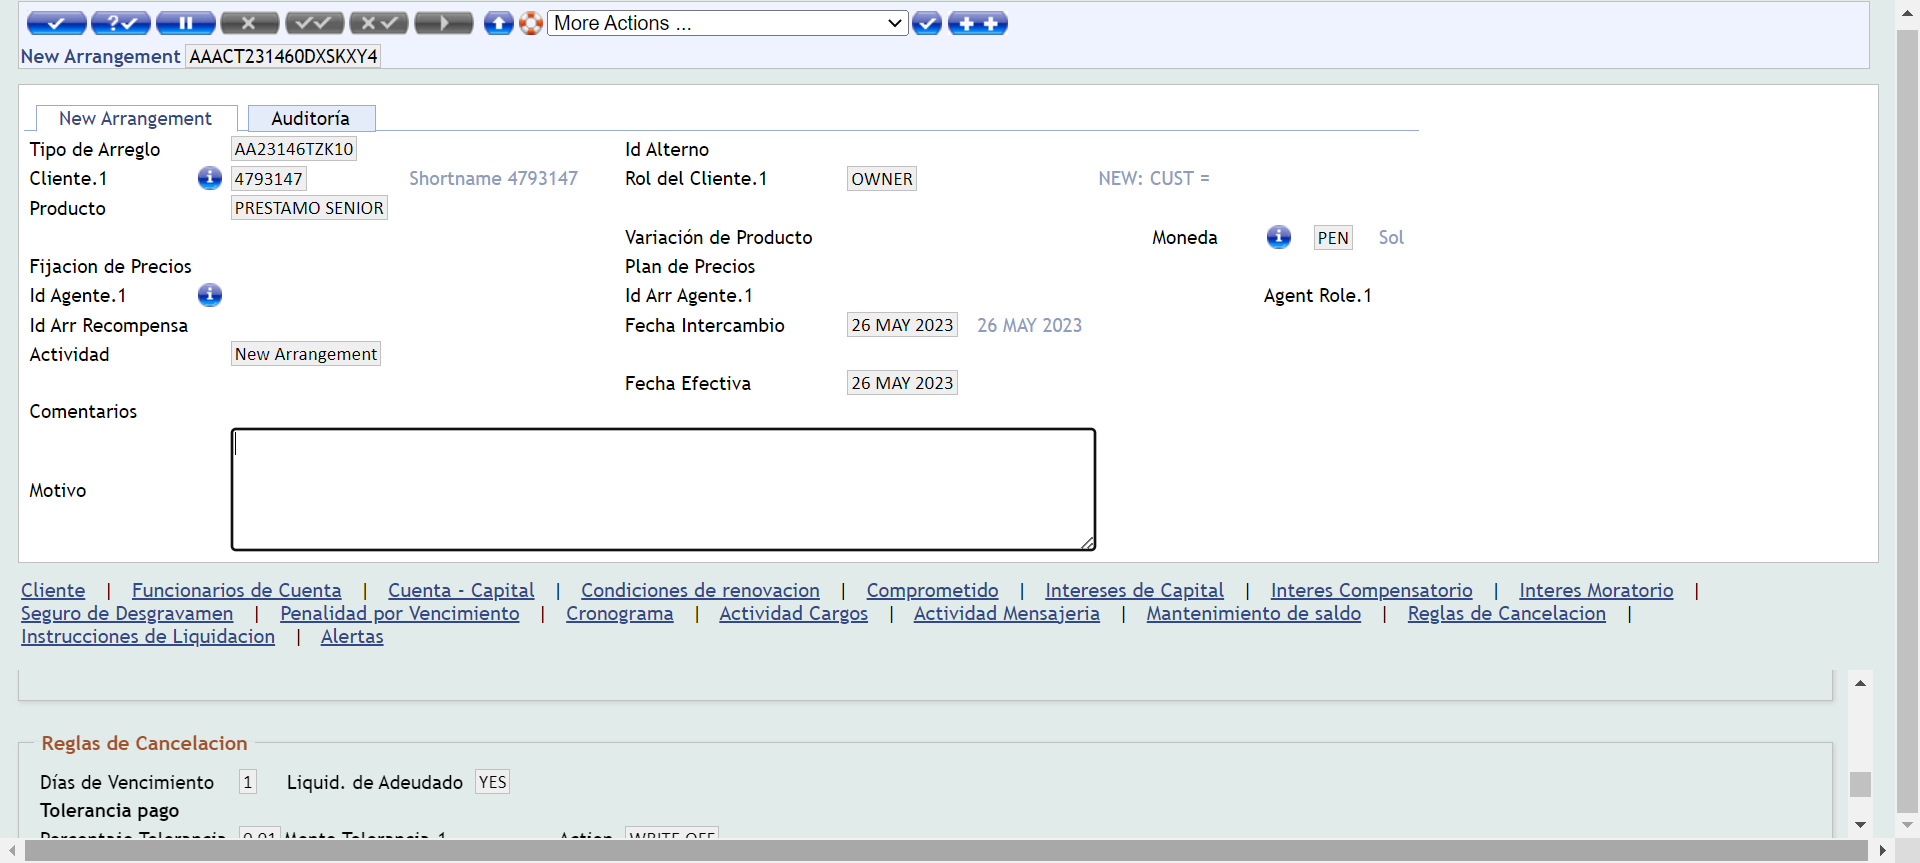 More Actions ...
New Arrangement AAACT231460DXSKXY4
New Arrangement Auditoría
Tipo de Arreglo AA23146TZK10 Id Alterno
Cliente.1 4793147 Shortname 4793147 Rol del Cliente.1 OWNER NEW: CUST =
Producto PRESTAMO SENIOR
Variación de Producto Moneda PEN Sol
Fijacion de Precios Plan de Precios
Id Agente.1 Id Arr Agente.1 Agent Role.1
Id Arr Recompensa Fecha Intercambio 26 MAY 2023 26 MAY 2023
Actividad New Arrangement
Fecha Efectiva 26 MAY 2023
Comentarios
Motivo
Cliente | Funcionarios de Cuenta | Cuenta - Capital | Condiciones de renovacion | Comprometido | Intereses de Capital | Interes Compensatorio | Interes Moratorio |
Seguro de Desgravamen | Penalidad por Vencimiento | Cronograma | Actividad Cargos | Actividad Mensajeria | Mantenimiento de saldo | Reglas de Cancelacion |
Instrucciones de Liquidacion | Alertas
Reglas de Cancelacion
Días de Vencimiento 1 Liquid. de Adeudado YES
Tolerancia pago
Porcentaje Tolerancia 0.01 Monto Tolerancia.1 Action WRITE OFF